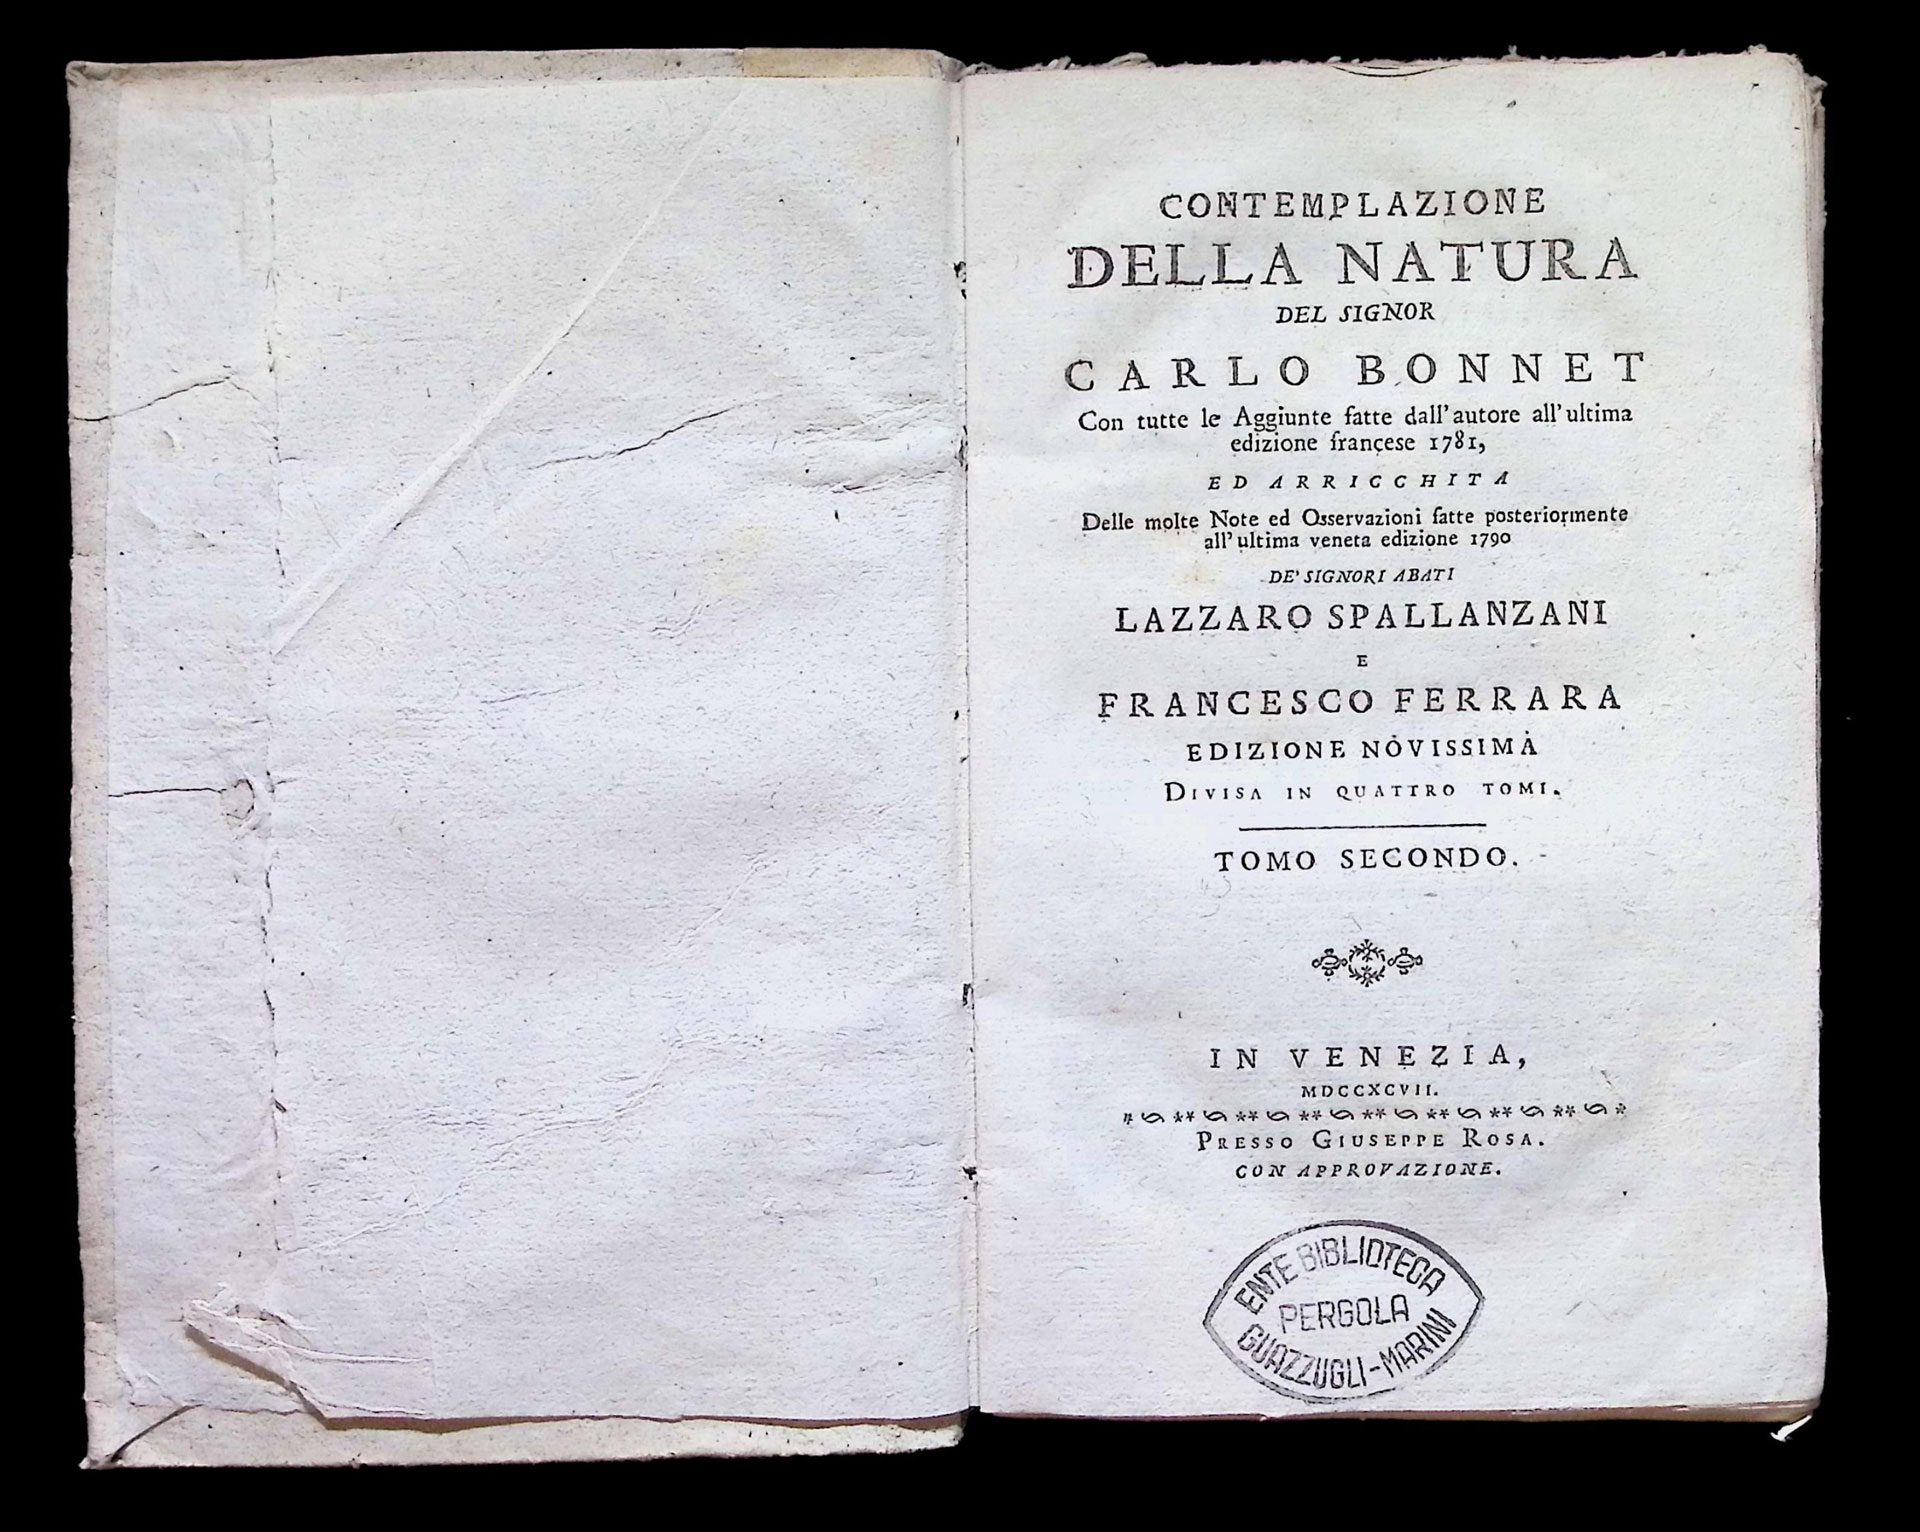 CONTEMPLAZIONE
DELLA NATURA
DEL SIGNOR
CARLO BONNET
Con tutte le Aggiunte fatte dall'autore all'ultima
edizione françese 1781,
ED ARRICCHITA
Delle molte Note ed Osservazioni fatte posteriormente
all'ultima veneta edizione 1790
DE' SIGNORI ABATI
LAZZARO SPALLANZANI
E
FRANCESCO FERRARA
EDIZIONE NOVISSIMA
DIVISA IN QUATTRO TOMI.
TOMO SECONDO.
IN VENEZIA,
MDCCXCVII.
PRESSO GIUSEPPE ROSA.
CON APPROVAZIONE.
ENTE BIBLIOTECA
PERGOLA
GUAZZUGLI-MARINI